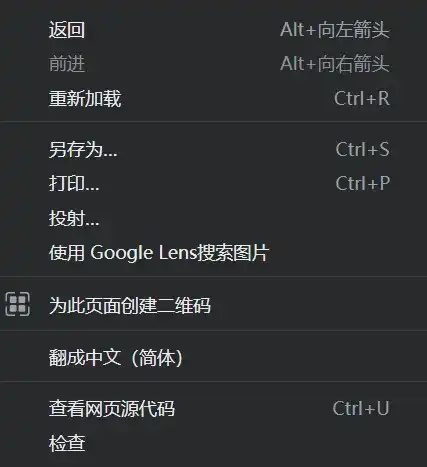 返回 Alt+向左箭头
前进 Alt+向右箭头
重新加载 Ctrl+R
另存为... Ctrl+S
打印... Ctrl+P
投射...
使用 Google Lens搜索图片
为此页面创建二维码
翻成中文（简体）
查看网页源代码 Ctrl+U
检查